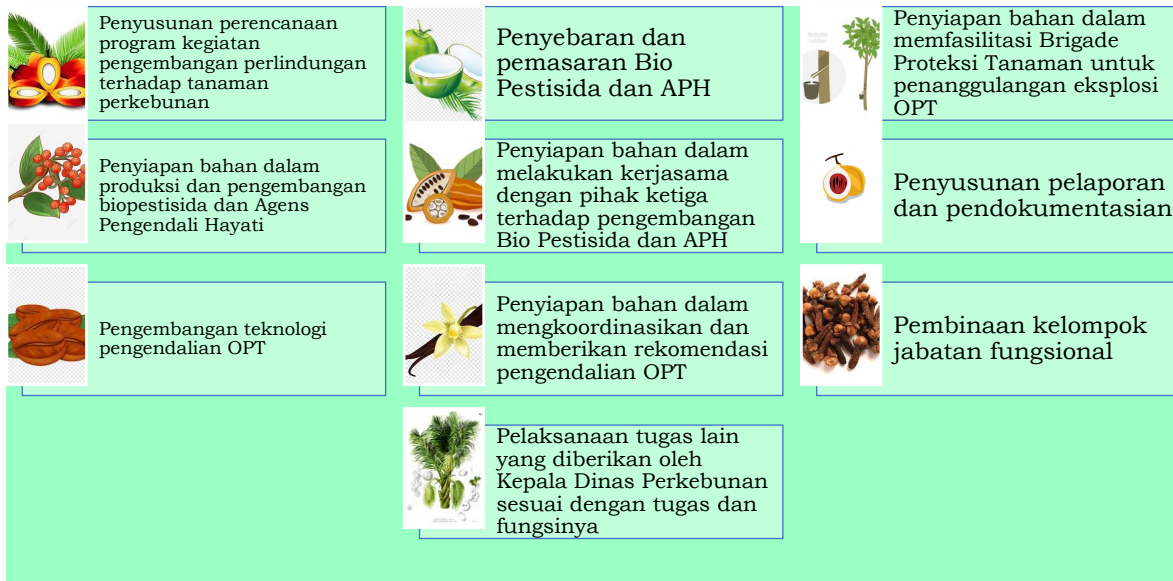 Penyusunan perencanaan
program kegiatan
pengembangan perlindungan
terhadap tanaman
perkebunan
Penyebaran dan
pemasaran Bio
Pestisida dan APH
Penyiapan bahan dalam
memfasilitasi Brigade
Proteksi Tanaman untuk
penanggulangan eksplosi
OPT
Penyiapan bahan dalam
produksi dan pengembangan
biopestisida dan Agens
Pengendali Hayati
Penyiapan bahan dalam
melakukan kerjasama
dengan pihak ketiga
terhadap pengembangan
Bio Pestisida dan APH
Penyusunan pelaporan
dan pendokumentasian
Pengembangan teknologi
pengendalian OPT
Penyiapan bahan dalam
mengkoordinasikan dan
memberikan rekomendasi
pengendalian OPT
Pembinaan kelompok
jabatan fungsional
Pelaksanaan tugas lain
yang diberikan oleh
Kepala Dinas Perkebunan
sesuai dengan tugas dan
fungsinya